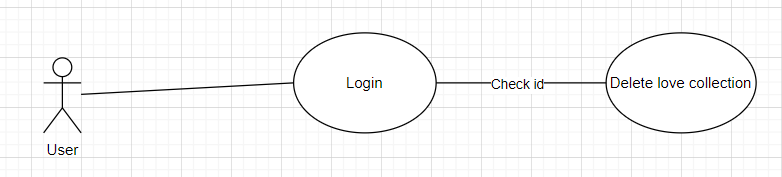 Login
Check id
Delete love collection
User